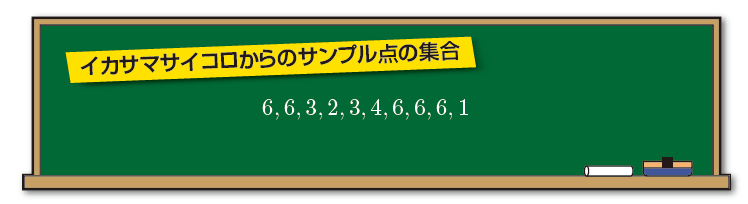 イカサマサイコロからのサンプル点の集合
6, 6, 3, 2, 3, 4, 6, 6, 6, 1